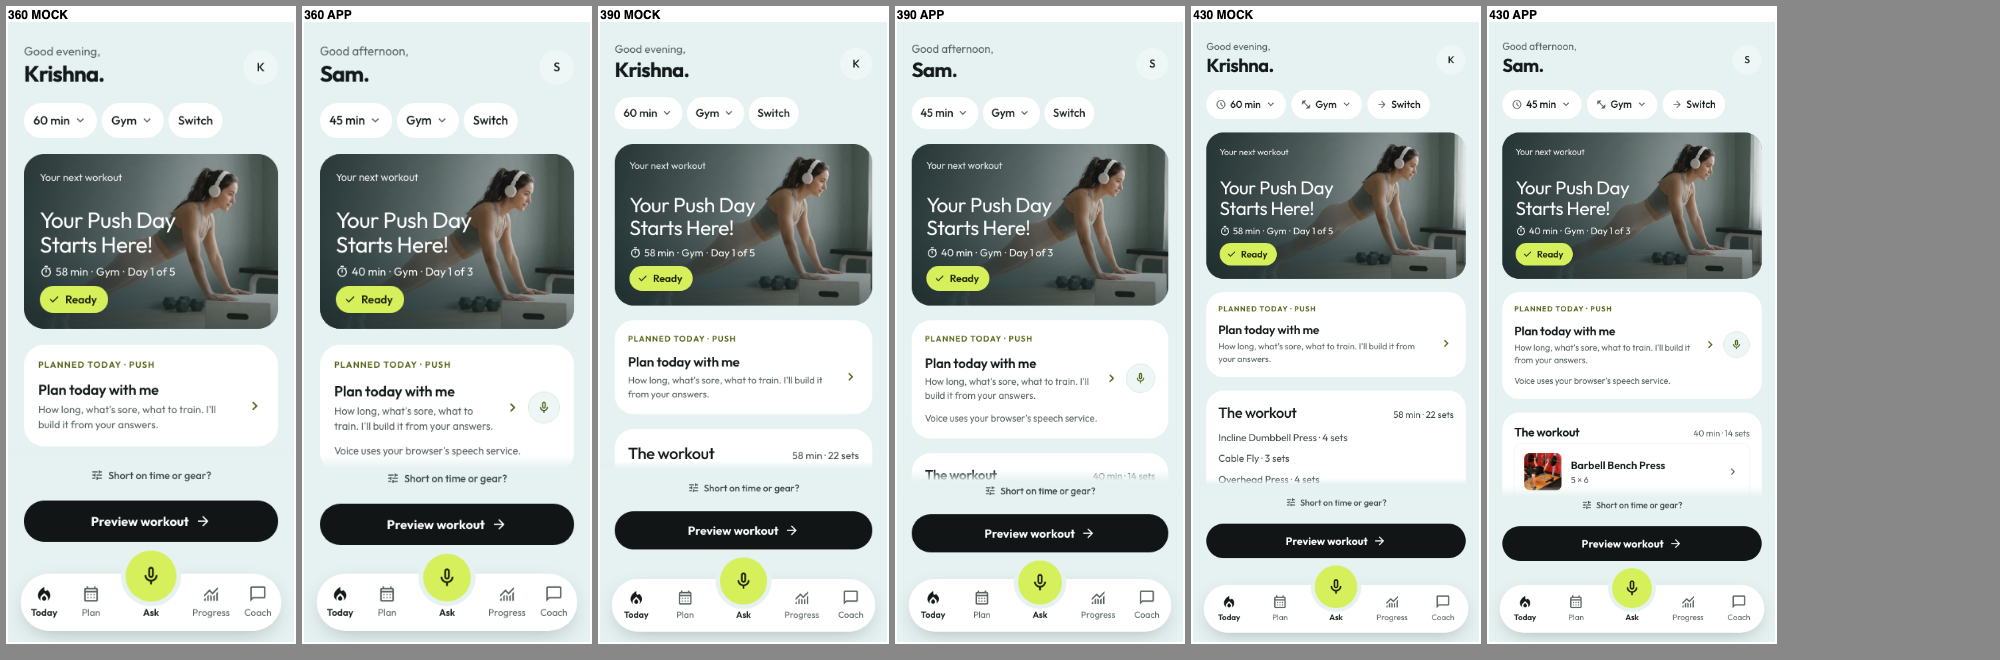 360 MOCK
Good evening,
Krishna.
K
60 min
Gym
Switch
Your next workout
Your Push Day
Starts Here!
58 min · Gym · Day 1 of 5
Ready
PLANNED TODAY · PUSH
Plan today with me
How long, what's sore, what to train. I'll
build it from your answers.
Short on time or gear?
Preview workout
Today
Plan
Ask
Progress
Coach
360 APP
Good afternoon,
Sam.
S
45 min
Gym
Switch
Your next workout
Your Push Day
Starts Here!
40 min · Gym · Day 1 of 3
Ready
PLANNED TODAY · PUSH
Plan today with me
How long, what's sore, what to
train. I'll build it from your answers.
Voice uses your browser's speech service.
Short on time or gear?
Preview workout
Today
Plan
Ask
Progress
Coach
390 MOCK
Good evening,
Krishna.
K
60 min
Gym
Switch
Your next workout
Your Push Day
Starts Here!
58 min · Gym · Day 1 of 5
Ready
PLANNED TODAY · PUSH
Plan today with me
How long, what's sore, what to train. I'll build it
from your answers.
The workout
58 min · 22 sets
Short on time or gear?
Preview workout
Today
Plan
Ask
Progress
Coach
390 APP
Good afternoon,
Sam.
S
45 min
Gym
Switch
Your next workout
Your Push Day
Starts Here!
40 min · Gym · Day 1 of 3
Ready
PLANNED TODAY · PUSH
Plan today with me
How long, what's sore, what to train. I'll
build it from your answers.
Voice uses your browser's speech service.
The workout
40 min · 14 sets
Short on time or gear?
Preview workout
Today
Plan
Ask
Progress
Coach
430 MOCK
Good evening,
Krishna.
K
60 min
Gym
Switch
Your next workout
Your Push Day
Starts Here!
58 min · Gym · Day 1 of 5
Ready
PLANNED TODAY · PUSH
Plan today with me
How long, what's sore, what to train. I'll build it from
your answers.
The workout
58 min · 22 sets
Incline Dumbbell Press · 4 sets
Cable Fly · 3 sets
Overhead Press · 4 sets
Short on time or gear?
Preview workout
Today
Plan
Ask
Progress
Coach
430 APP
Good afternoon,
Sam.
S
45 min
Gym
Switch
Your next workout
Your Push Day
Starts Here!
40 min · Gym · Day 1 of 3
Ready
PLANNED TODAY · PUSH
Plan today with me
How long, what's sore, what to train. I'll build it
from your answers.
Voice uses your browser's speech service.
The workout
40 min · 14 sets
Barbell Bench Press
5 × 6
Short on time or gear?
Preview workout
Today
Plan
Ask
Progress
Coach